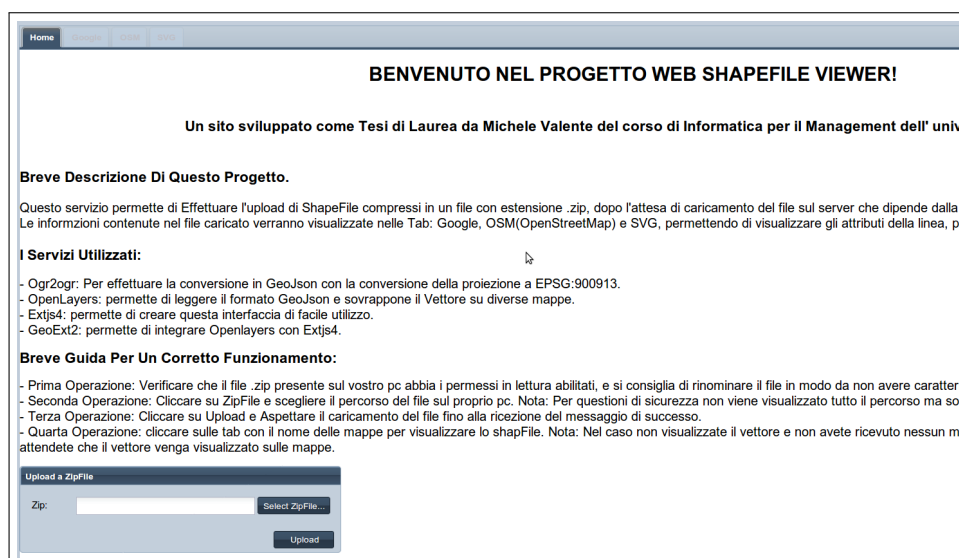 Home Google OSM SVG
BENVENUTO NEL PROGETTO WEB SHAPEFILE VIEWER!
Un sito sviluppato come Tesi di Laurea da Michele Valente del corso di Informatica per il Management dell' univ
Breve Descrizione Di Questo Progetto.
Questo servizio permette di Effettuare l'upload di ShapeFile compressi in un file con estensione .zip, dopo l'attesa di caricamento del file sul server che dipende dalla
Le informzioni contenute nel file caricato verranno visualizzate nelle Tab: Google, OSM(OpenStreetMap) e SVG, permettendo di visualizzare gli attributi della linea, p
I Servizi Utilizzati:
- Ogr2ogr: Per effettuare la conversione in GeoJson con la conversione della proiezione a EPSG:900913.
- OpenLayers: permette di leggere il formato GeoJson e sovrappone il Vettore su diverse mappe.
- Extjs4: permette di creare questa interfaccia di facile utilizzo.
- GeoExt2: permette di integrare Openlayers con Extjs4.
Breve Guida Per Un Corretto Funzionamento:
- Prima Operazione: Verificare che il file .zip presente sul vostro pc abbia i permessi in lettura abilitati, e si consiglia di rinominare il file in modo da non avere caratter
- Seconda Operazione: Cliccare su ZipFile e scegliere il percorso del file sul proprio pc. Nota: Per questioni di sicurezza non viene visualizzato tutto il percorso ma so
- Terza Operazione: Cliccare su Upload e Aspettare il caricamento del file fino alla ricezione del messaggio di successo.
- Quarta Operazione: cliccare sulle tab con il nome delle mappe per visualizzare lo shapFile. Nota: Nel caso non visualizzate il vettore e non avete ricevuto nessun m
attendete che il vettore venga visualizzato sulle mappe.
Upload a ZipFile
Zip: Select ZipFile...
Upload